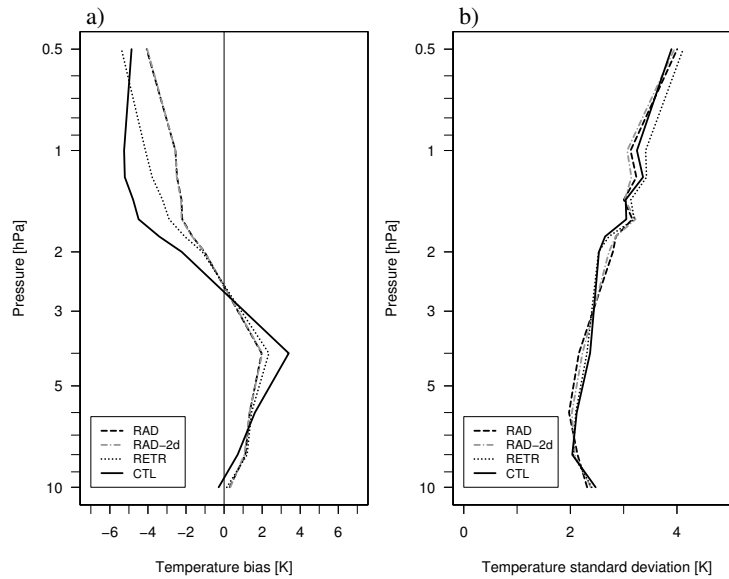 a)
0.5
1
2
3
5
10
Pressure [hPa]
RAD
RAD−2d
RETR
CTL
−6 −4 −2 0 2 4 6
Temperature bias [K]
b)
0.5
1
2
3
5
10
Pressure [hPa]
RAD
RAD−2d
RETR
CTL
0 2 4
Temperature standard deviation [K]